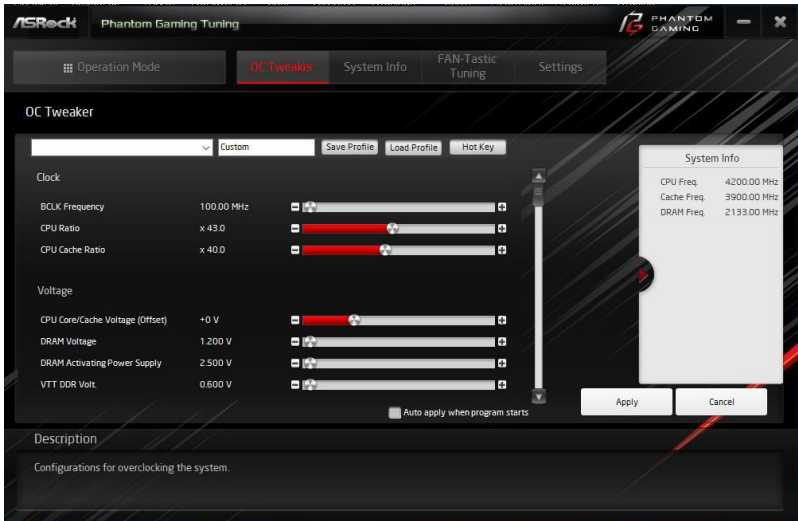 ASRock Phantom Gaming Tuning PHANTOM GAMING
Operation Mode OC Tweaker System Info FAN-Tastic Tuning Settings
OC Tweaker
Custom Save Profile Load Profile Hot Key
System Info
Clock
CPU Freq. 4200.00 MHz
Cache Freq. 3900.00 MHz
DRAM Freq. 2133.00 MHz
BCLK Frequency 100.00 MHz
CPU Ratio x 43.0
CPU Cache Ratio x 40.0
Voltage
CPU Core/Cache Voltage (Offset) +0 V
DRAM Voltage 1.200 V
DRAM Activating Power Supply 2.500 V
VTT DDR Volt. 0.600 V
Auto apply when program starts
Apply Cancel
Description
Configurations for overclocking the system.